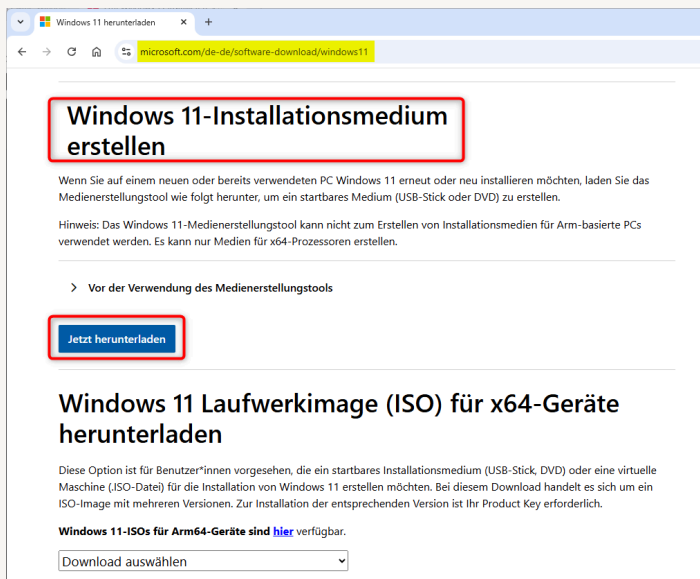 Windows 11 herunterladen
microsoft.com/de-de/software-download/windows11
Windows 11-Installationsmedium
erstellen
Wenn Sie auf einem neuen oder bereits verwendeten PC Windows 11 erneut oder neu installieren möchten, laden Sie das
Medienerstellungstool wie folgt herunter, um ein startbares Medium (USB-Stick oder DVD) zu erstellen.
Hinweis: Das Windows 11-Medienerstellungstool kann nicht zum Erstellen von Installationsmedien für Arm-basierte PCs
verwendet werden. Es kann nur Medien für x64-Prozessoren erstellen.
Vor der Verwendung des Medienerstellungstools
Jetzt herunterladen
Windows 11 Laufwerkimage (ISO) für x64-Geräte
herunterladen
Diese Option ist für Benutzer*innen vorgesehen, die ein startbares Installationsmedium (USB-Stick, DVD) oder eine virtuelle
Maschine (.ISO-Datei) für die Installation von Windows 11 erstellen möchten. Bei diesem Download handelt es sich um ein
ISO-Image mit mehreren Versionen. Zur Installation der entsprechenden Version ist Ihr Product Key erforderlich.
Windows 11-ISOs für Arm64-Geräte sind hier verfügbar.
Download auswählen